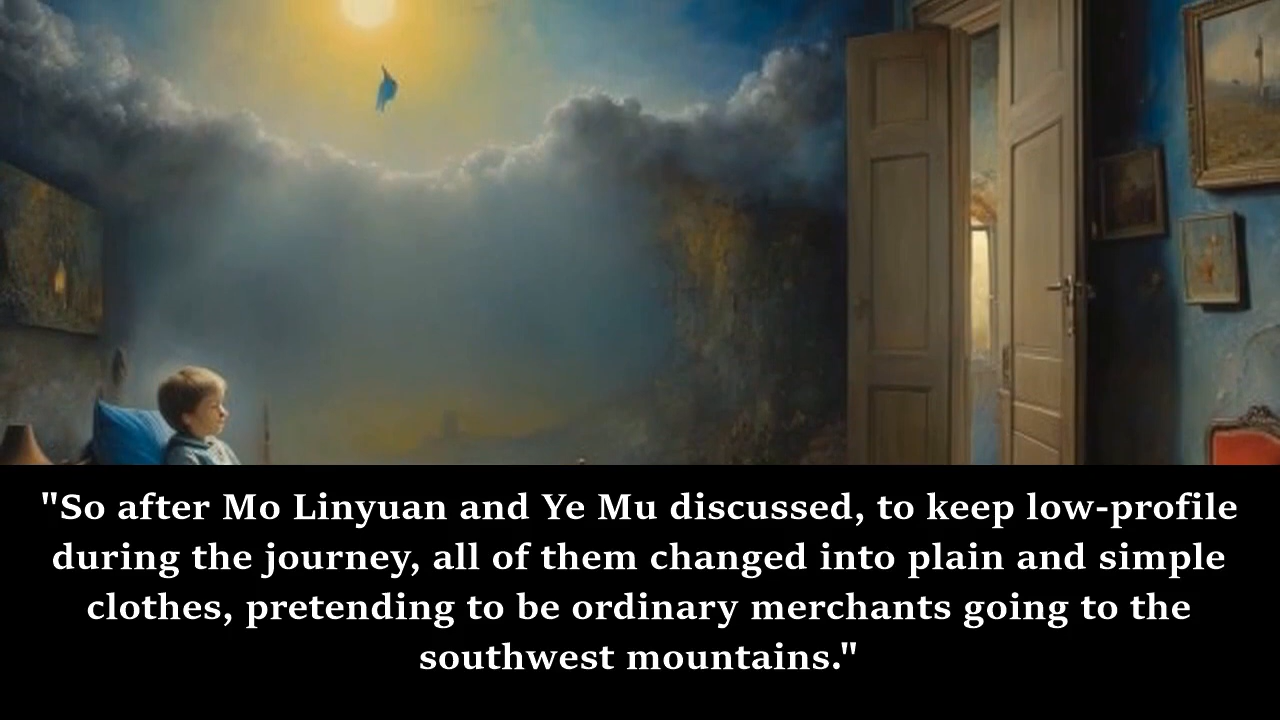 "So after Mo Linyuan and Ye Mu discussed, to keep low-profile
during the journey, all of them changed into plain and simple
clothes, pretending to be ordinary merchants going to the
southwest mountains."